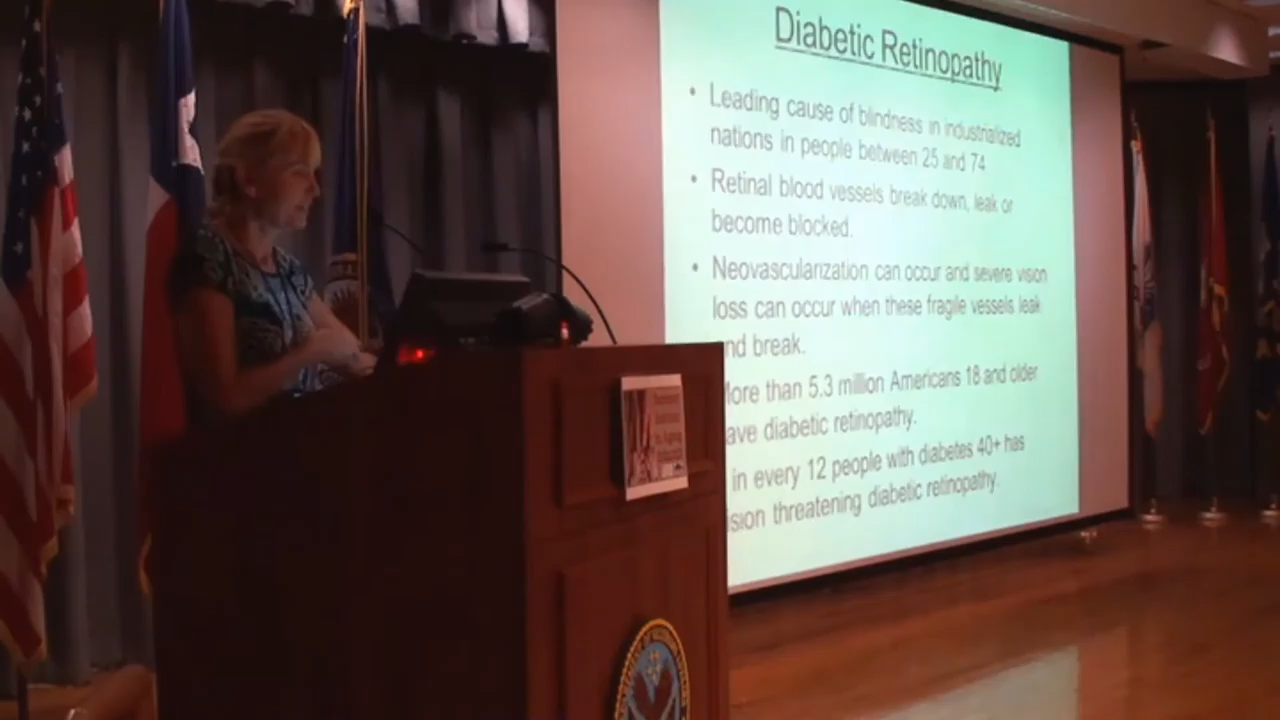 Diabetic Retinopathy
• Leading cause of blindness in industrialized
nations in people between 25 and 74
• Retinal blood vessels break down, leak or
become blocked.
• Neovascularization can occur and severe vision
loss can occur when these fragile vessels leak
nd break.
ore than 5.3 million Americans 18 and older
ave diabetic retinopathy.
in every 12 people with diabetes 40+ has
ision threatening diabetic retinopathy.
in Aging